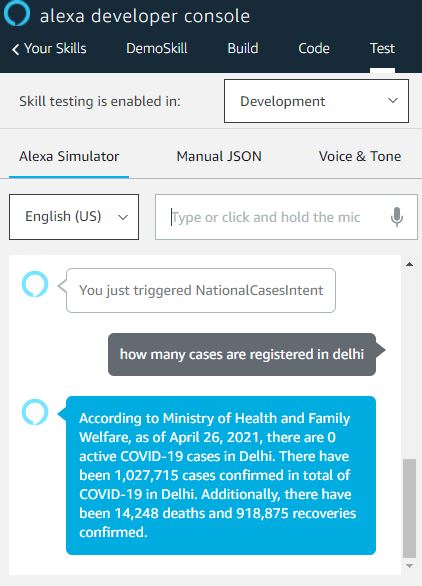 alexa developer console
Your Skills DemoSkill Build Code Test
Skill testing is enabled in: Development
Alexa Simulator Manual JSON Voice & Tone
English (US) Type or click and hold the mic
You just triggered NationalCasesIntent
how many cases are registered in delhi
According to Ministry of Health and Family
Welfare, as of April 26, 2021, there are 0
active COVID-19 cases in Delhi. There have
been 1,027,715 cases confirmed in total of
COVID-19 in Delhi. Additionally, there have
been 14,248 deaths and 918,875 recoveries
confirmed.